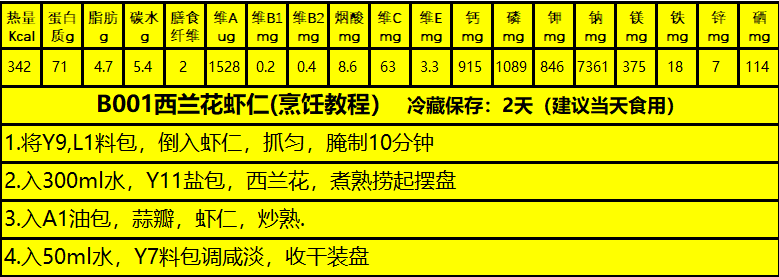 热量 蛋白 脂肪 碳水 膳食 维A 维B1 维B2 烟酸 维C 维E 钙 磷 钾 钠 镁 铁 锌 硒
Kcal 质g g g 纤维 ug mg mg mg mg mg mg mg mg mg mg mg mg mg
342 71 4.7 5.4 2 1528 0.2 0.4 8.6 63 3.3 915 1089 846 7361 375 18 7 114
B001西兰花虾仁(烹饪教程） 冷藏保存：2天（建议当天食用）
1.将Y9,L1料包，倒入虾仁，抓匀，腌制10分钟
2.入300ml水，Y11盐包，西兰花，煮熟捞起摆盘
3.入A1油包，蒜瓣，虾仁，炒熟.
4.入50ml水，Y7料包调咸淡，收干装盘